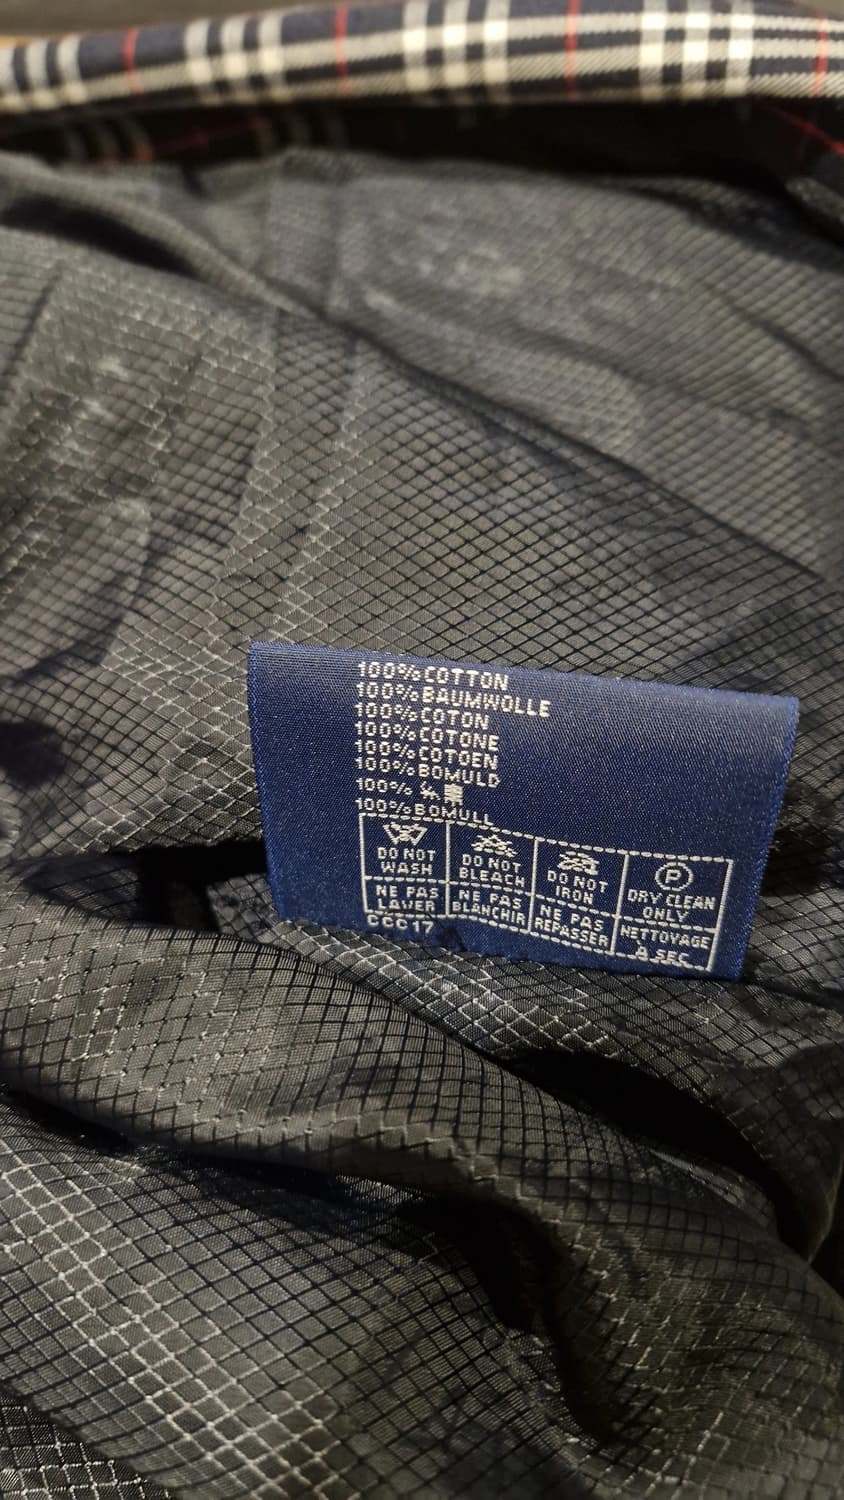 100% COTTON
100% BAUMWOLLE
100% COTON
100% COTONE
100% COTOEN
100% BOMULD
100%
100% BOMULL
DO NOT WASH
DO NOT BLEACH
DO NOT IRON
P
DRY CLEAN ONLY
NE PAS LAVER
NE PAS BLANCHIR
NE PAS REPASSER
NETTOYAGE A SEC
CCC 17